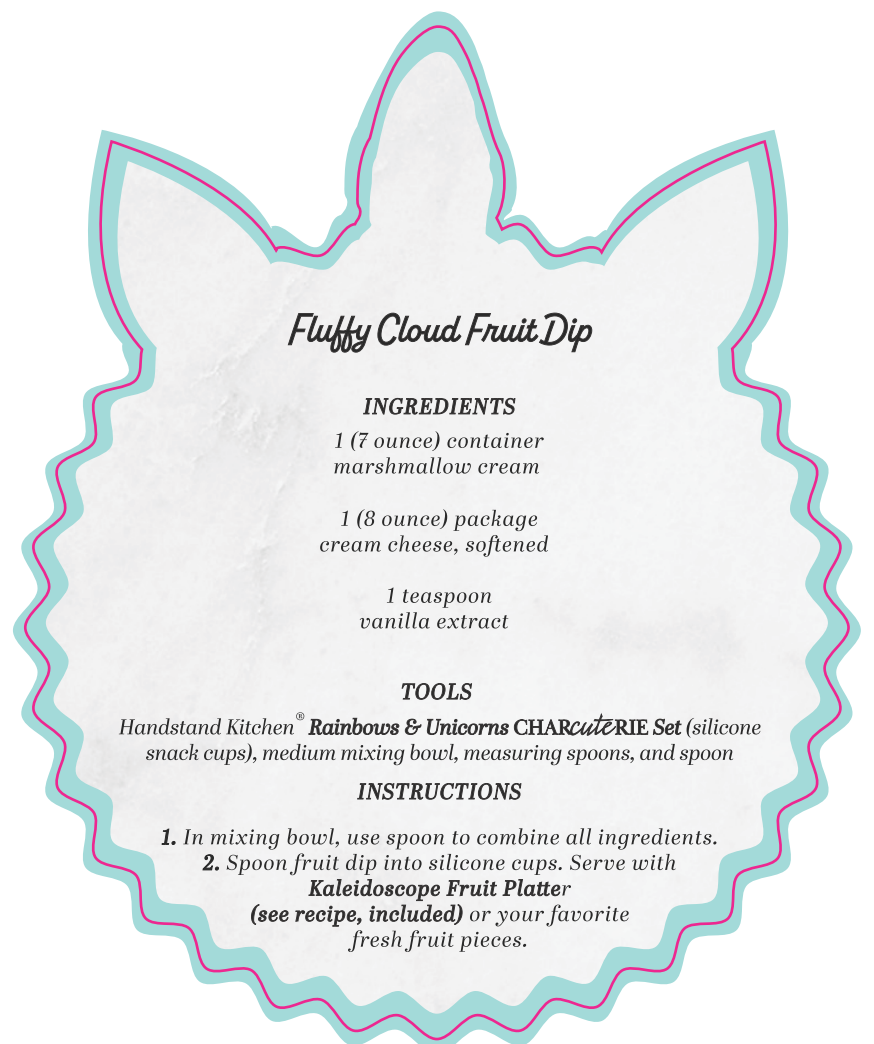 Fluffy Cloud Fruit Dip
INGREDIENTS
1 (7 ounce) container
marshmallow cream
1 (8 ounce) package
cream cheese, softened
1 teaspoon
vanilla extract
TOOLS
Handstand Kitchen® Rainbows & Unicorns CHARcuteRIE Set (silicone
snack cups), medium mixing bowl, measuring spoons, and spoon
INSTRUCTIONS
1. In mixing bowl, use spoon to combine all ingredients.
2. Spoon fruit dip into silicone cups. Serve with
Kaleidoscope Fruit Platter
(see recipe, included) or your favorite
fresh fruit pieces.